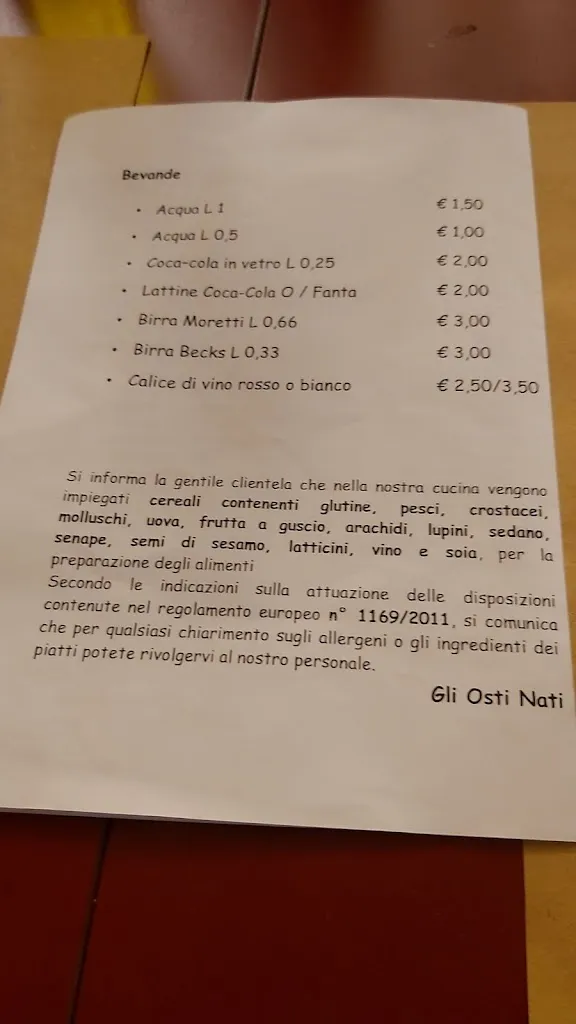 Bevande
• Acqua L 1 € 1,50
• Acqua L 0,5 € 1,00
• Coca-cola in vetro L 0,25 € 2,00
• Lattine Coca-Cola O / Fanta € 2,00
• Birra Moretti L 0,66 € 3,00
• Birra Becks L 0,33 € 3,00
• Calice di vino rosso o bianco € 2,50/3,50
Si informa la gentile clientela che nella nostra cucina vengono
impiegati cereali contenenti glutine, pesci, crostacei,
molluschi, uova, frutta a guscio, arachidi, lupini, sedano,
senape, semi di sesamo, latticini, vino e soia, per la
preparazione degli alimenti
Secondo le indicazioni sulla attuazione delle disposizioni
contenute nel regolamento europeo n° 1169/2011, si comunica
che per qualsiasi chiarimento sugli allergeni o gli ingredienti dei
piatti potete rivolgervi al nostro personale.
Gli Osti Nati